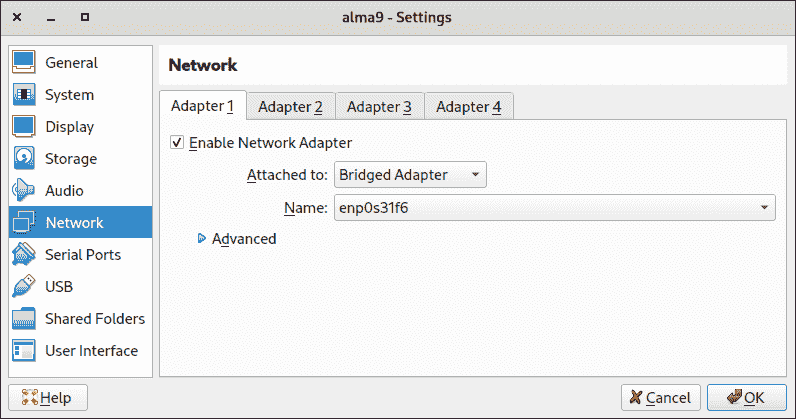 alma9 - Settings
General
System
Display
Storage
Audio
Network
Serial Ports
USB
Shared Folders
User Interface
Network
Adapter 1 Adapter 2 Adapter 3 Adapter 4
Enable Network Adapter
Attached to: Bridged Adapter
Name: enp0s31f6
Advanced
Help Cancel OK